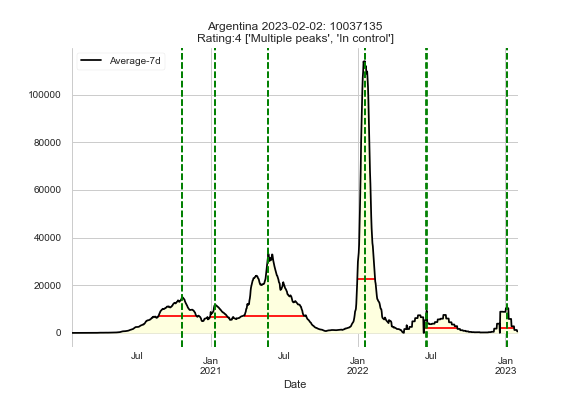 Argentina 2023-02-02: 10037135
Rating:4 ['Multiple peaks', 'In control']
Average-7d
100000
80000
60000
40000
20000
0
Jul
Jan
2021
Jul
Jan
2022
Jul
Jan
2023
Date